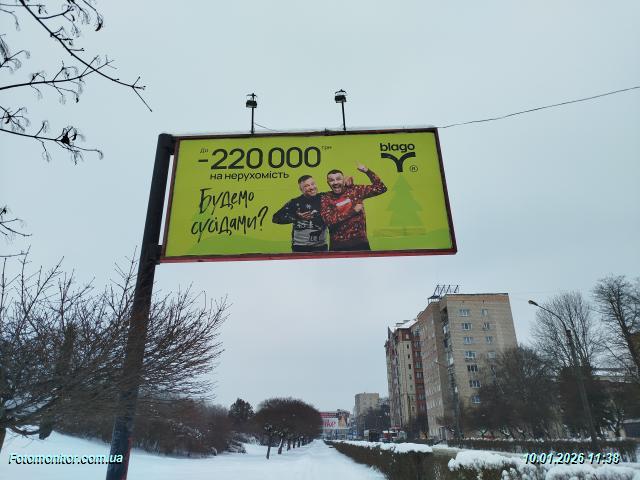 До -220 000 грн
на нерухомість
Будемо
сусідами?
blago
®
Fotomonitor.com.ua
10.01.2026 11:38